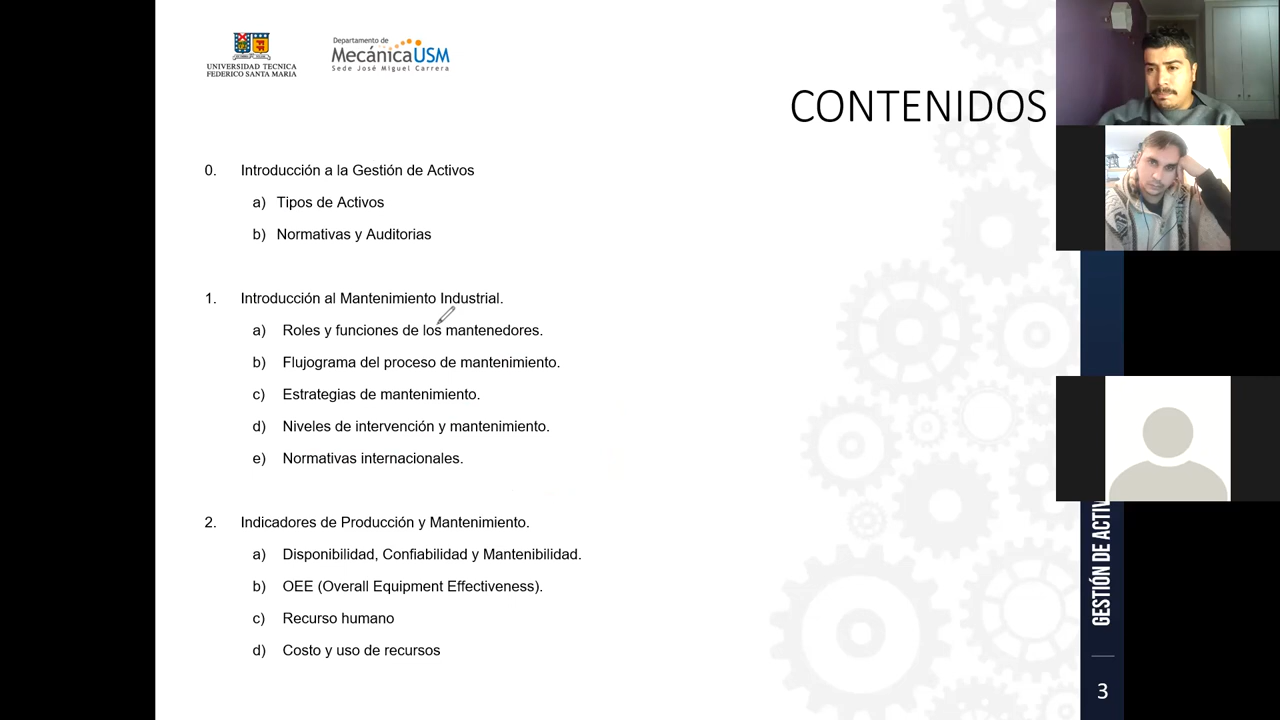 UNIVERSIDAD TECNICA
FEDERICO SANTA MARIA
Departamento de
MecánicaUSM
Sede José Miguel Carrera
CONTENIDOS
0. Introducción a la Gestión de Activos
a) Tipos de Activos
b) Normativas y Auditorias
1. Introducción al Mantenimiento Industrial.
a) Roles y funciones de los mantenedores.
b) Flujograma del proceso de mantenimiento.
c) Estrategias de mantenimiento.
d) Niveles de intervención y mantenimiento.
e) Normativas internacionales.
2. Indicadores de Producción y Mantenimiento.
a) Disponibilidad, Confiabilidad y Mantenibilidad.
b) OEE (Overall Equipment Effectiveness).
c) Recurso humano
d) Costo y uso de recursos
GESTIÓN DE ACTIV
3